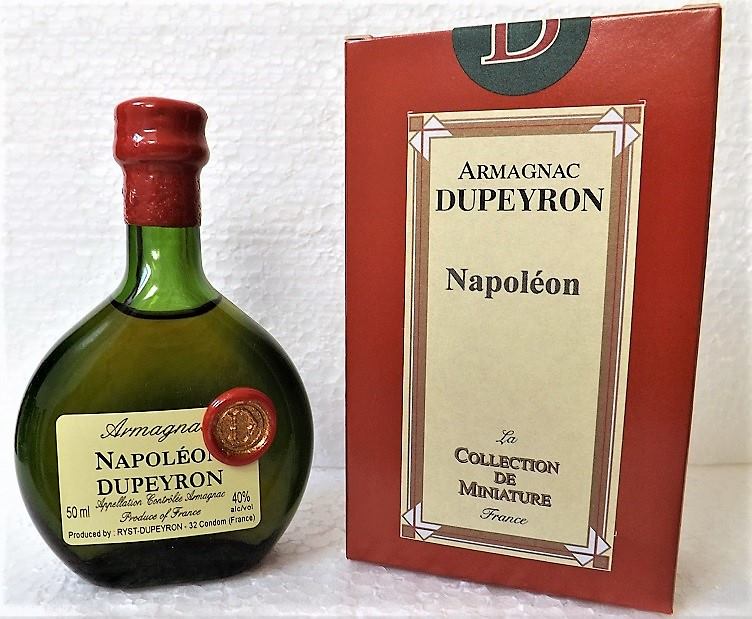 Armagna
NAPOLÉO
DUPEYRON
Appellation Contrôlée Armagnac
50 ml
40%
alc/vol
Produce of France
Produced by : RYST-DUPEYRON - 32 Condom (France)
D
ARMAGNAC
DUPEYRON
Napoléon
La
COLLECTION
DE
MINIATURE
France